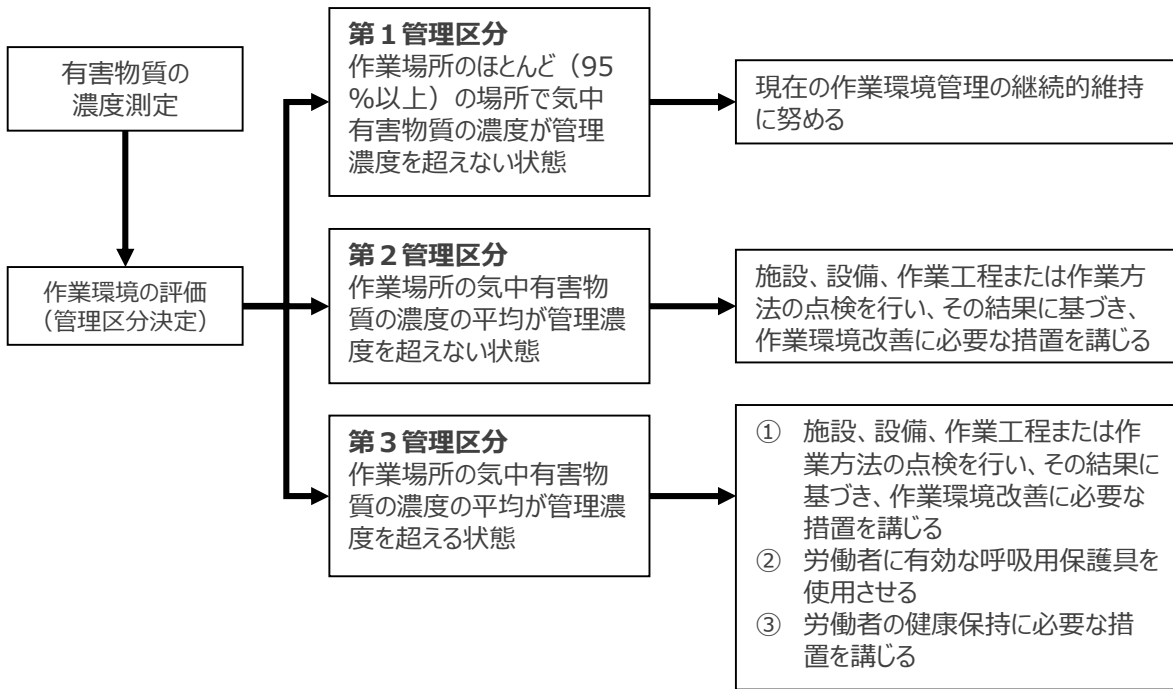 有害物質の
濃度測定
作業環境の評価
（管理区分決定）
第１管理区分
作業場所のほとんど（95
％以上）の場所で気中
有害物質の濃度が管理
濃度を超えない状態
現在の作業環境管理の継続的維持
に努める
第２管理区分
作業場所の気中有害物
質の濃度の平均が管理濃
度を超えない状態
施設、設備、作業工程または作業方
法の点検を行い、その結果に基づき、
作業環境改善に必要な措置を講じる
第３管理区分
作業場所の気中有害物
質の濃度の平均が管理濃
度を超える状態
① 施設、設備、作業工程または作
業方法の点検を行い、その結果に
基づき、作業環境改善に必要な
措置を講じる
② 労働者に有効な呼吸用保護具を
使用させる
③ 労働者の健康保持に必要な措
置を講じる